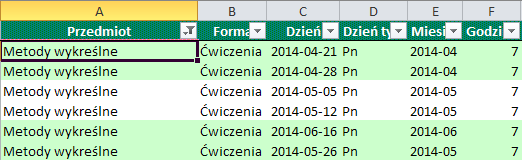 A B C D E F
Przedmiot Forma Dzień Dzień ty Miesi Godzi
Metody wykreślne Ćwiczenia 2014-04-21 Pn 2014-04 7
Metody wykreślne Ćwiczenia 2014-04-28 Pn 2014-04 7
Metody wykreślne Ćwiczenia 2014-05-05 Pn 2014-05 7
Metody wykreślne Ćwiczenia 2014-05-12 Pn 2014-05 7
Metody wykreślne Ćwiczenia 2014-06-16 Pn 2014-06 7
Metody wykreślne Ćwiczenia 2014-05-26 Pn 2014-05 7